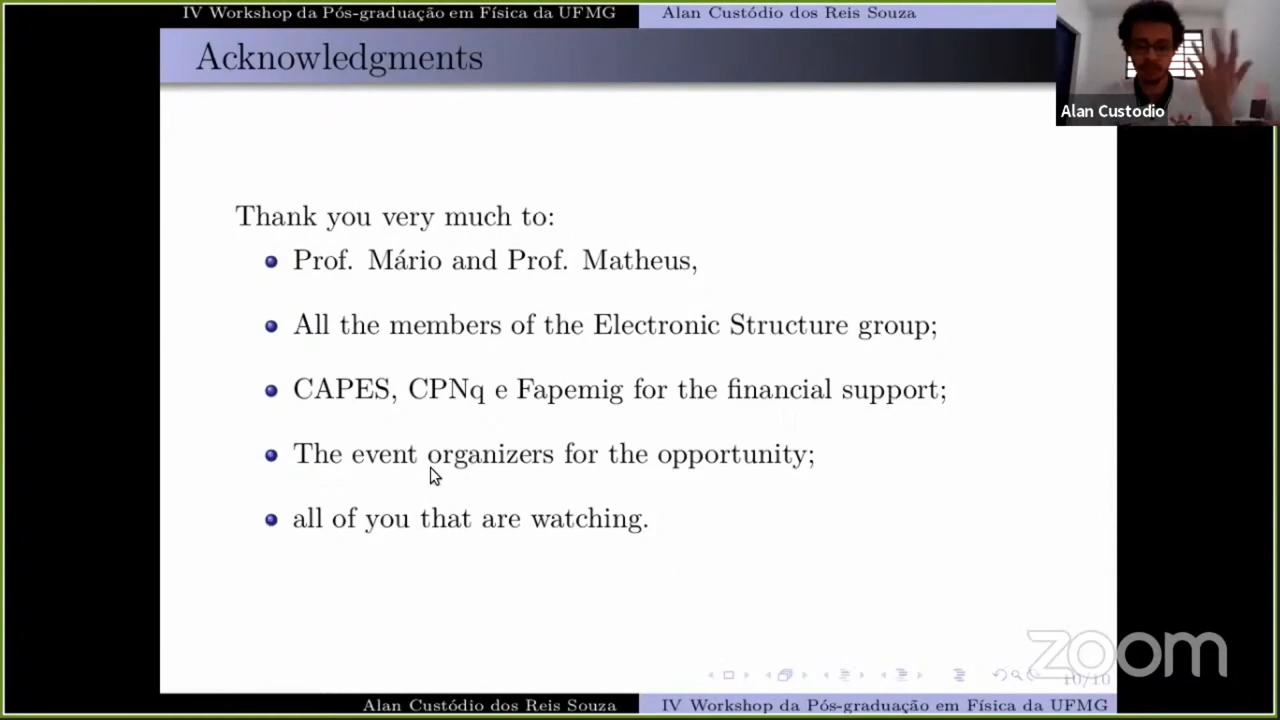 IV Workshop da Pós-graduação em Física da UFMG
Alan Custódio dos Reis Souza
Acknowledgments
Alan Custodio
Thank you very much to:
Prof. Mário and Prof. Matheus,
All the members of the Electronic Structure group;
CAPES, CPNq e Fapemig for the financial support;
The event organizers for the opportunity;
all of you that are watching.
zoom
10/10
Alan Custódio dos Reis Souza
IV Workshop da Pós-graduação em Física da UFMG